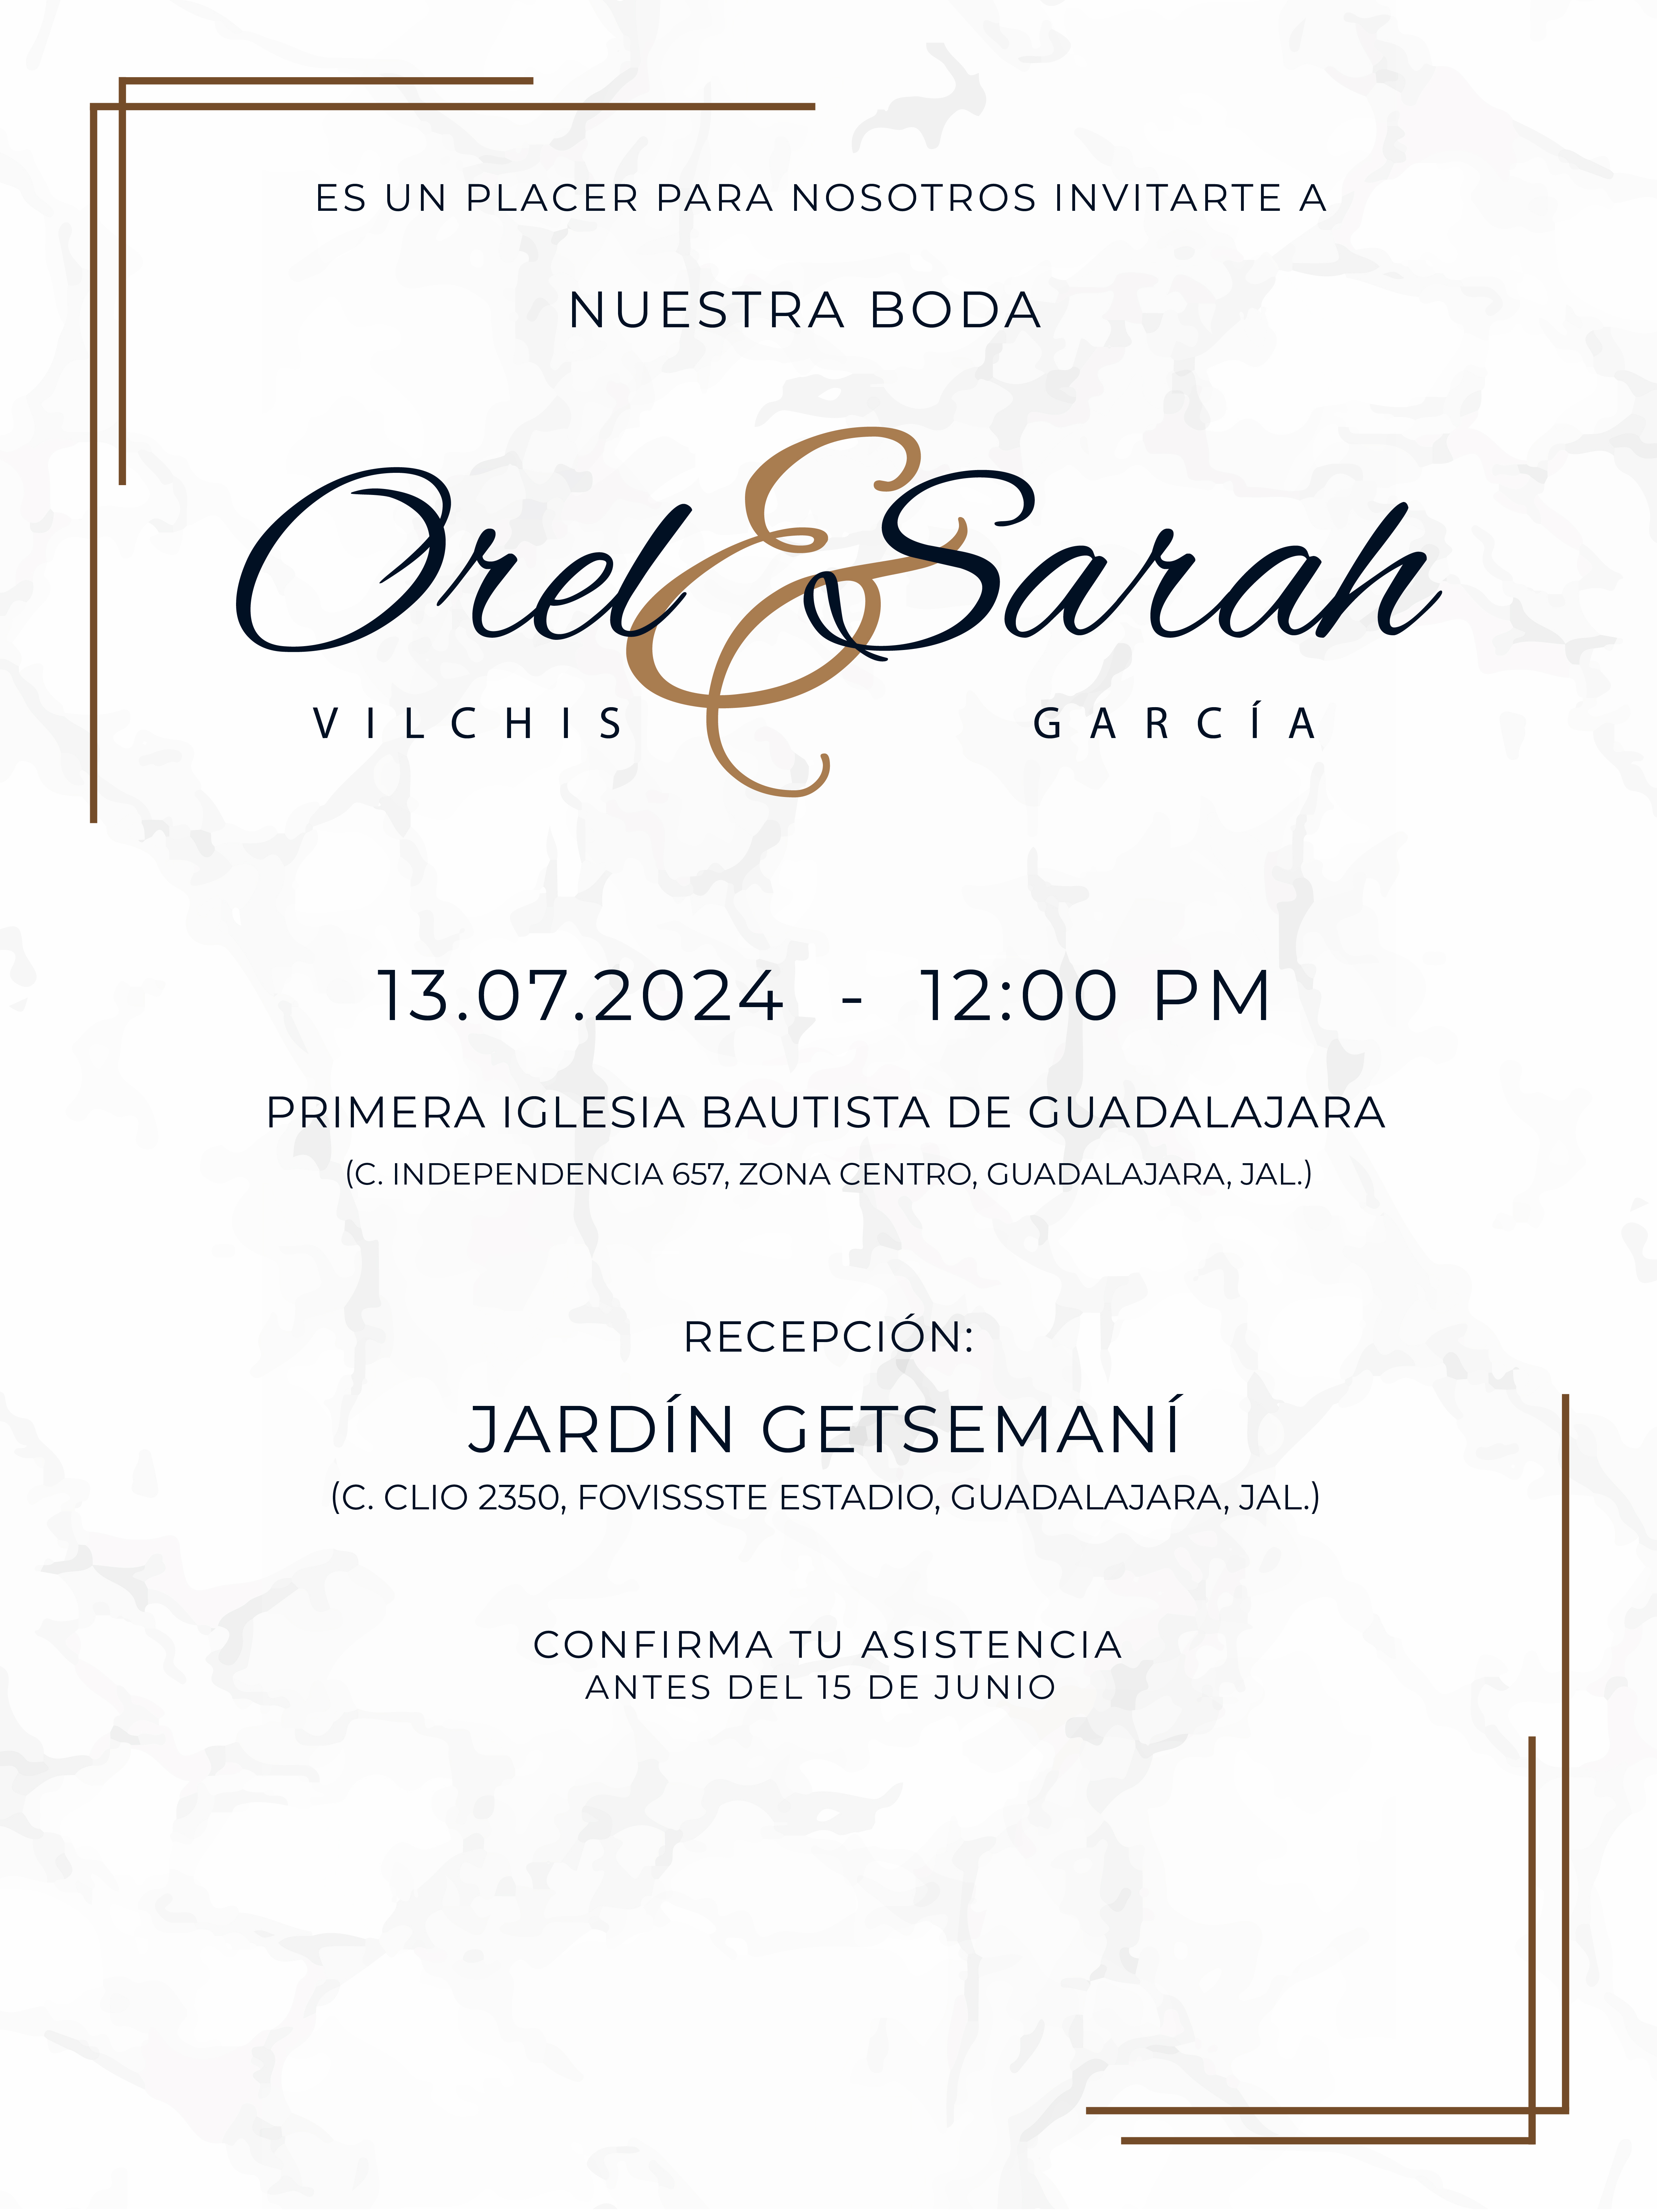 ES UN PLACER PARA NOSOTROS INVITARTE A
NUESTRA BODA
Orel & Sarah
VILCHIS GARCÍA
13.07.2024 - 12:00 PM
PRIMERA IGLESIA BAUTISTA DE GUADALAJARA
(C. INDEPENDENCIA 657, ZONA CENTRO, GUADALAJARA, JAL.)
RECEPCIÓN:
JARDÍN GETSEMANÍ
(C. CLIO 2350, FOVISSSTE ESTADIO, GUADALAJARA, JAL.)
CONFIRMA TU ASISTENCIA
ANTES DEL 15 DE JUNIO